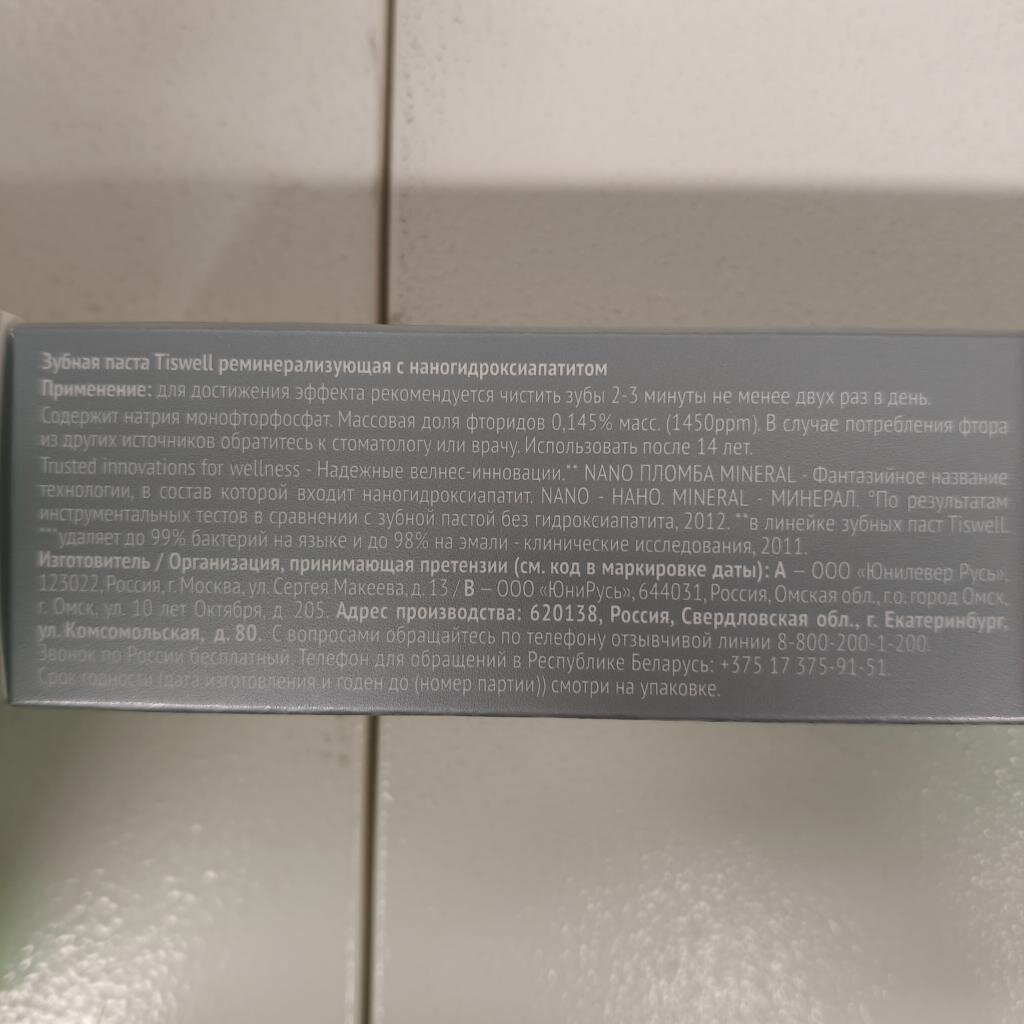 Зубная паста Tiswell реминерализующая с наногидроксиапатитом
Применение: для достижения эффекта рекомендуется чистить зубы 2-3 минуты не менее двух раз в день.
Содержит натрия монофторфосфат. Массовая доля фторидов 0,145% масс. (1450ppm). В случае потребления фтора
из других источников обратитесь к стоматологу или врачу. Использовать после 14 лет.
Trusted innovations for wellness - Надежные велнес-инновации.** NANO ПЛОМБА MINERAL - Фантазийное название
технологии, в состав которой входит наногидроксиапатит. NANO - НАНО. MINERAL - МИНЕРАЛ. °По результатам
инструментальных тестов в сравнении с зубной пастой без гидроксиапатита, 2012. **в линейке зубных паст Tiswell.
***удаляет до 99% бактерий на языке и до 98% на эмали - клинические исследования, 2011.
Изготовитель / Организация, принимающая претензии (см. код в маркировке даты): А – ООО «Юнилевер Русь»,
123022, Россия, г. Москва, ул. Сергея Макеева, д. 13 / В – ООО «ЮниРусь», 644031, Россия, Омская обл., г.о. город Омск,
г. Омск, ул. 10 лет Октября, д. 205. Адрес производства: 620138, Россия, Свердловская обл., г. Екатеринбург,
ул. Комсомольская, д. 80. С вопросами обращайтесь по телефону отзывчивой линии 8-800-200-1-200.
Звонок по России бесплатный. Телефон для обращений в Республике Беларусь: +375 17 375-91-51.
Срок годности (дата изготовления и годен до (номер партии)) смотри на упаковке.